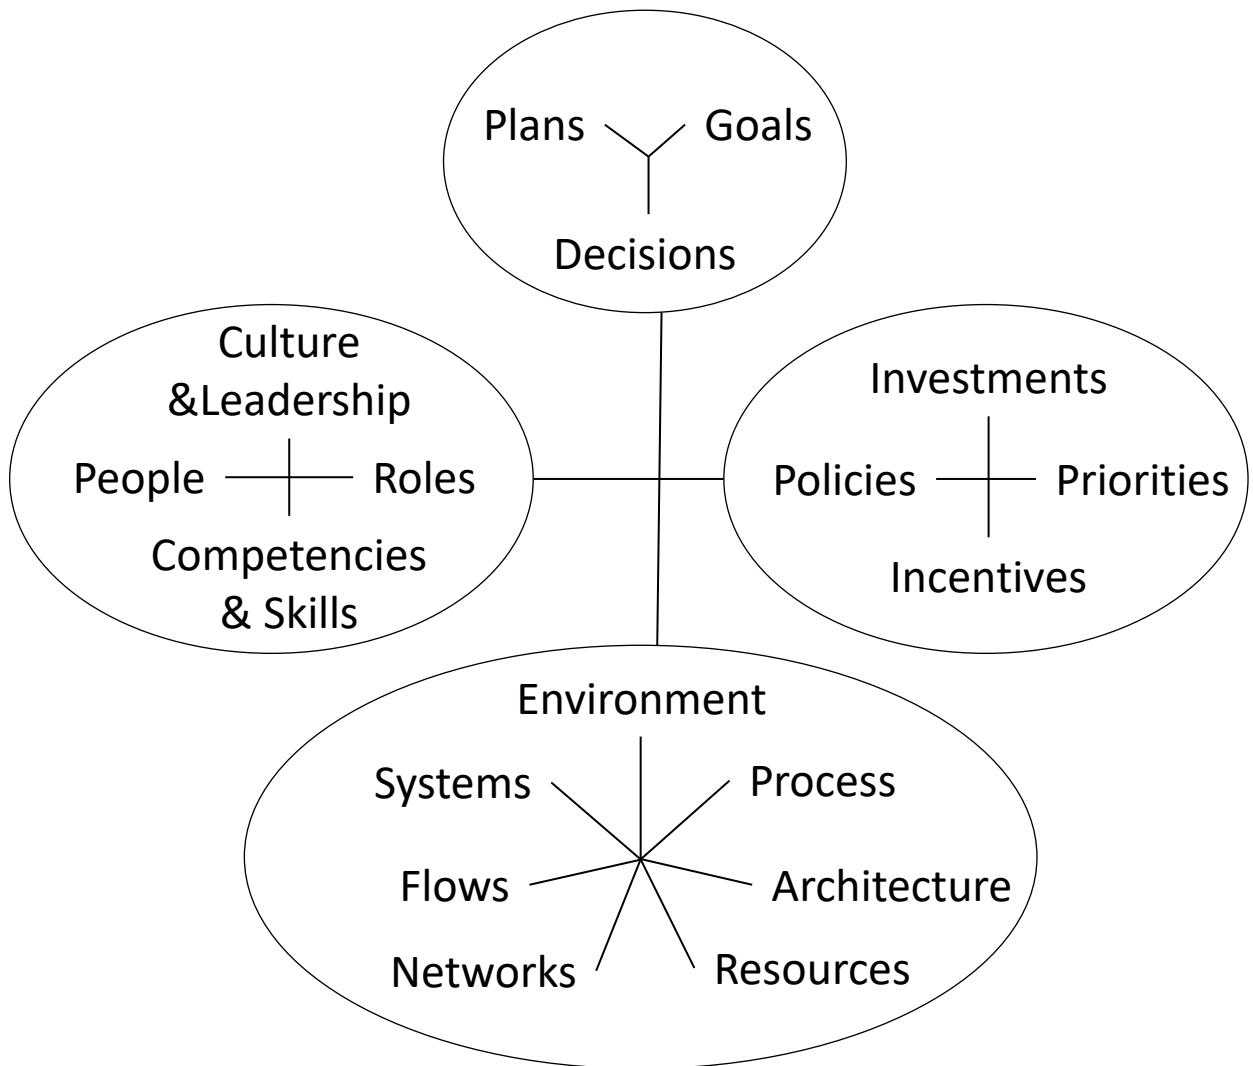 Plans Goals
Decisions
Culture
&Leadership
People Roles
Competencies
& Skills
Investments
Policies Priorities
Incentives
Environment
Systems Process
Flows Architecture
Networks Resources